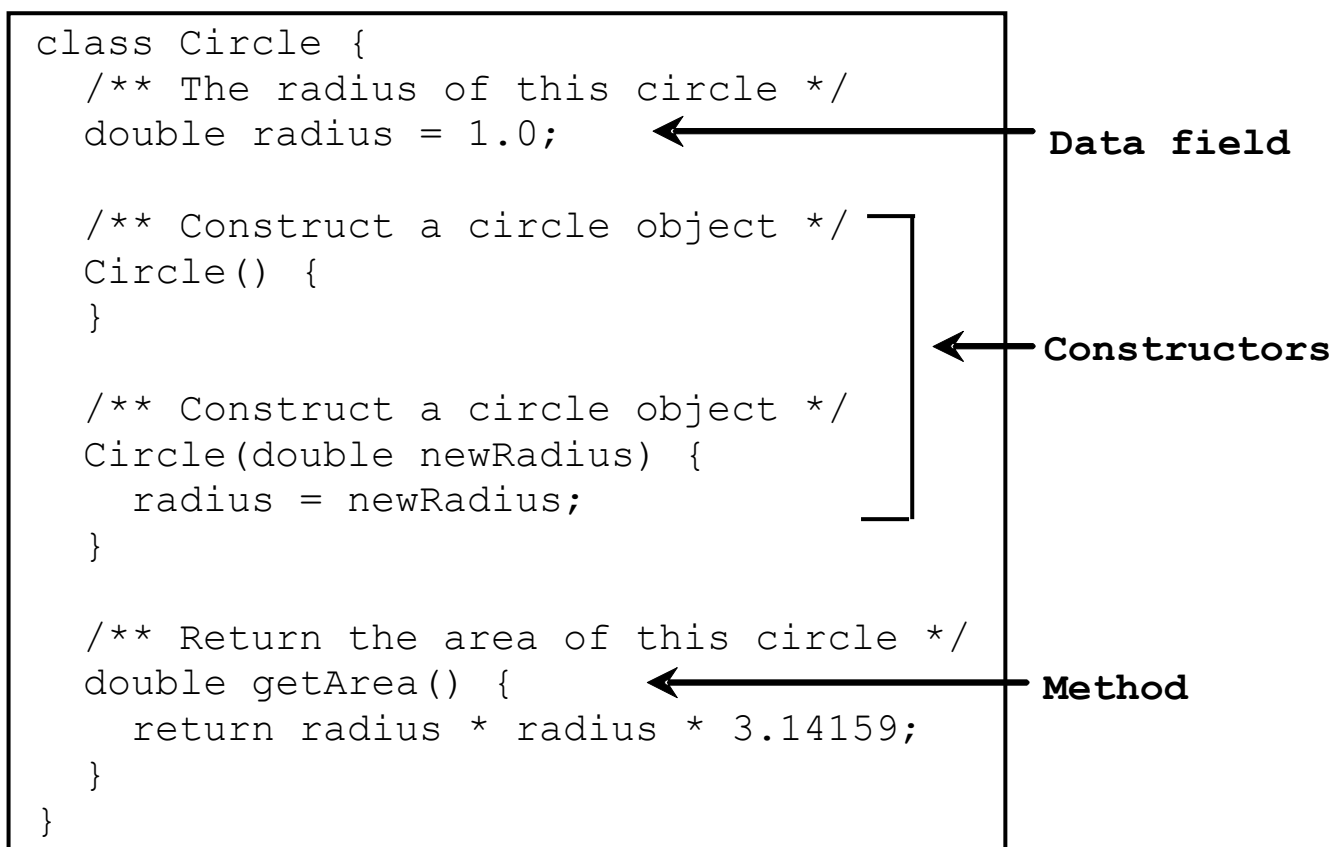 class Circle {
/** The radius of this circle */
double radius = 1.0;
Data field
/** Construct a circle object */
Circle() {
}
Constructors
/** Construct a circle object */
Circle(double newRadius) {
radius = newRadius;
}
/** Return the area of this circle */
double getArea() {
Method
return radius * radius * 3.14159;
}
}